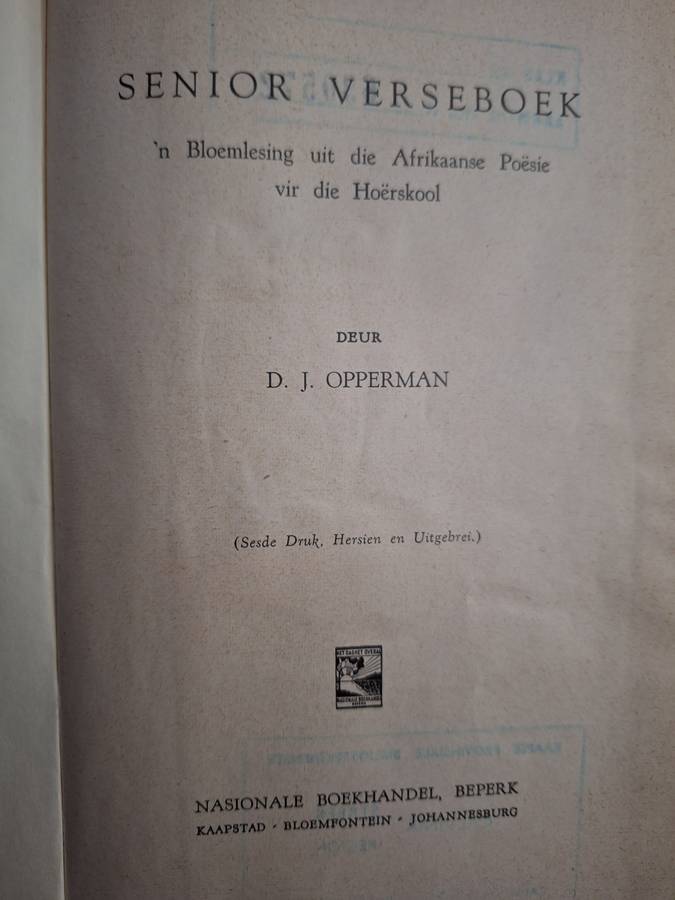 SENIOR VERSEBOEK
'n Bloemlesing uit die Afrikaanse Poësie
vir die Hoërskool
DEUR
D. J. OPPERMAN
(Sesde Druk, Hersien en Uitgebrei.)
NASIONALE BOEKHANDEL, BEPERK
KAAPSTAD · BLOEMFONTEIN · JOHANNESBURG